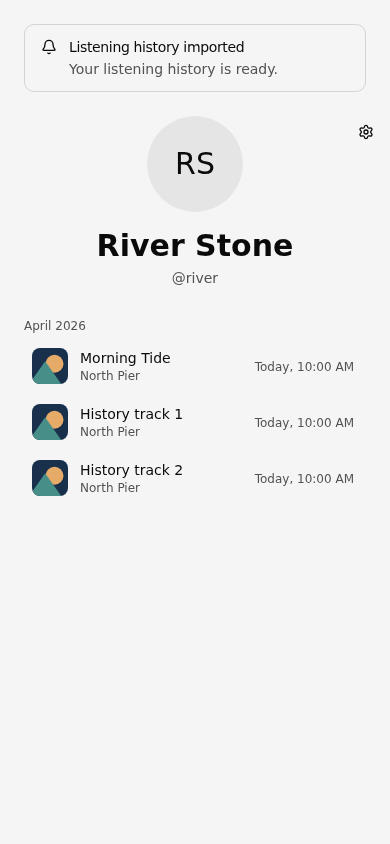 Listening history imported
Your listening history is ready.
RS
River Stone
@river
April 2026
Morning Tide
North Pier
Today, 10:00 AM
History track 1
North Pier
Today, 10:00 AM
History track 2
North Pier
Today, 10:00 AM